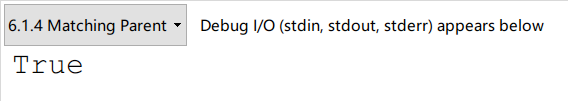 6.1.4 Matching Parent Debug I/O (stdin, stdout, stderr) appears below
True